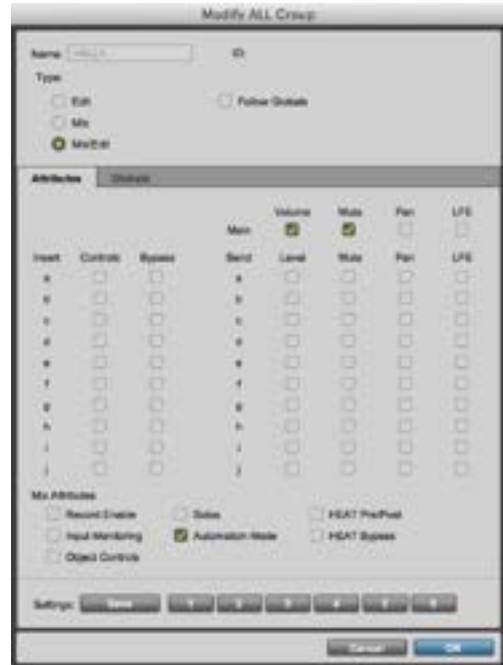 Modify ALL Group
Name <ALL> ID:
Type:
Edit Follow Globals
Mix
Mix/Edit
Attributes Globals
Volume Mute Pan LFE
Main
Insert Controls Bypass Send Level Mute Pan LFE
a a
b b
c c
d d
e e
f f
g g
h h
i i
j j
Mix Attributes
Record Enable Solos HEAT Pre/Post
Input Monitoring Automation Mode HEAT Bypass
Object Controls
Settings: Save 1 2 3 4 5 6
Cancel OK